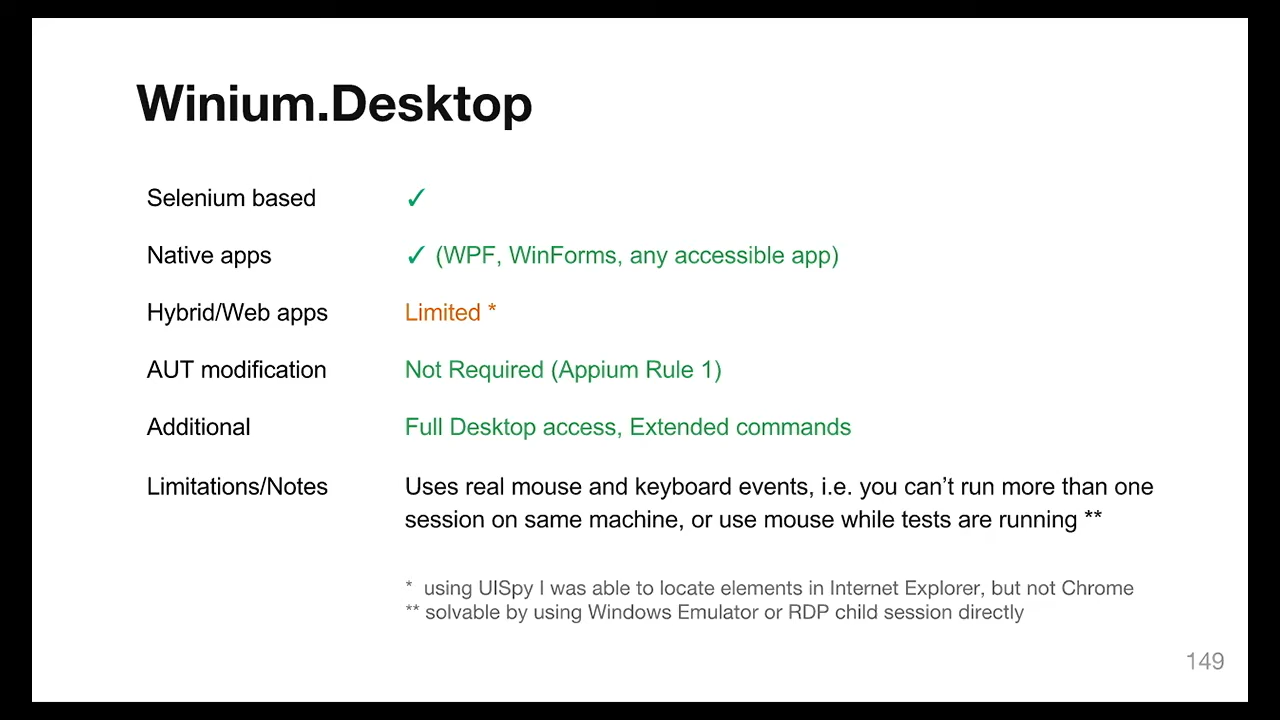 Winium.Desktop
Selenium based ✓
Native apps ✓ (WPF, WinForms, any accessible app)
Hybrid/Web apps Limited *
AUT modification Not Required (Appium Rule 1)
Additional Full Desktop access, Extended commands
Limitations/Notes Uses real mouse and keyboard events, i.e. you can’t run more than one
session on same machine, or use mouse while tests are running **
* using UISpy I was able to locate elements in Internet Explorer, but not Chrome
** solvable by using Windows Emulator or RDP child session directly
149